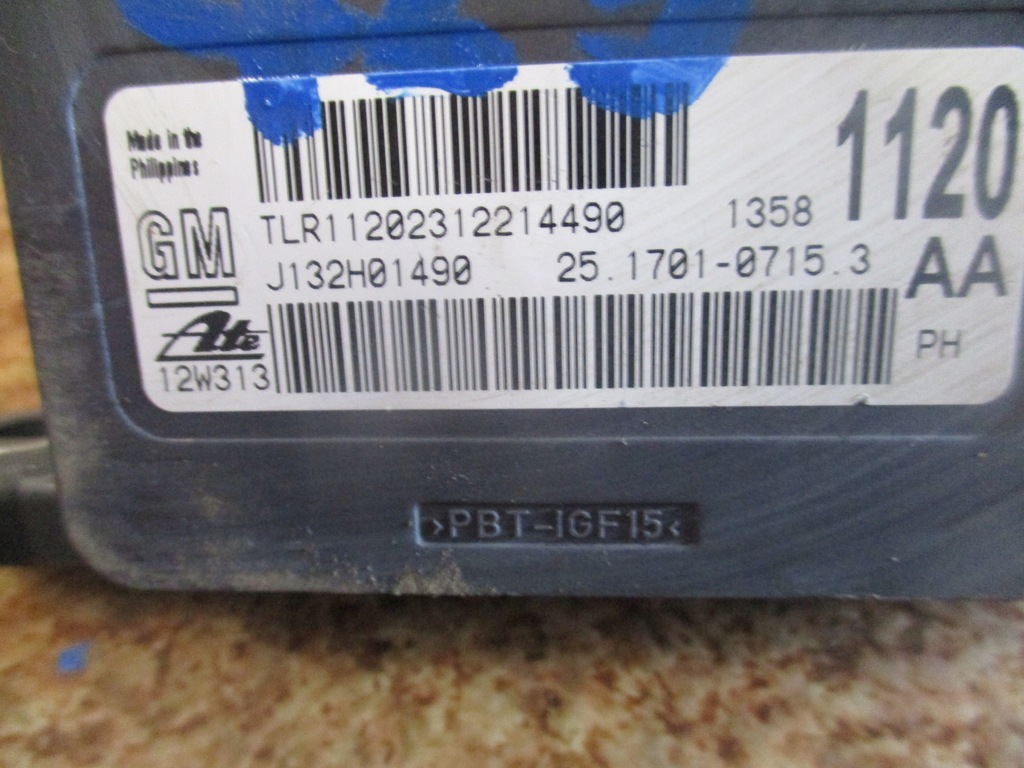 Made in the
Philippines
GM
TLR11202312214490 1358 1120
J132H01490 25.1701-0715.3 AA
Ate
12W313
PH
>PBT-IGF15<